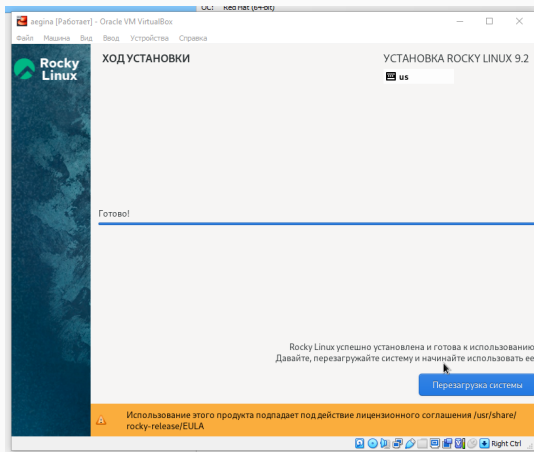 ОС: Red Hat (64-bit)
aegina [Работает] - Oracle VM VirtualBox
Файл Машина Вид Ввод Устройства Справка
Rocky
Linux
ХОД УСТАНОВКИ
УСТАНОВКА ROCKY LINUX 9.2
us
Готово!
Rocky Linux успешно установлена и готова к использованию
Давайте, перезагружайте систему и начинайте использовать ее
Перезагрузка системы
Использование этого продукта подпадает под действие лицензионного соглашения /usr/share/
rocky-release/EULA
Right Ctrl